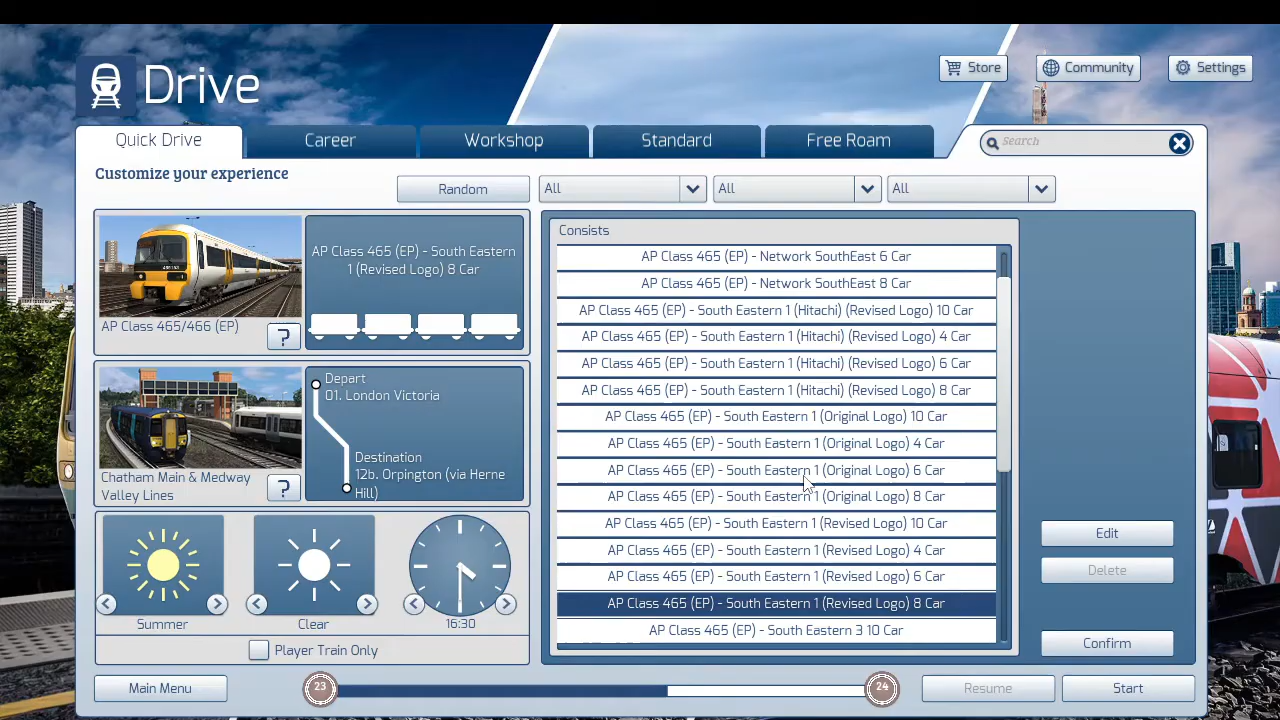 Drive
Store
Community
Settings
Quick Drive
Career
Workshop
Standard
Free Roam
Search
Customize your experience
Random
All
All
All
AP Class 465 (EP) - South Eastern
1 (Revised Logo) 8 Car
AP Class 465/466 (EP)
?
Depart
01. London Victoria
Destination
12b. Orpington (via Herne
Hill)
Chatham Main & Medway
Valley Lines
?
Summer
Clear
16:30
Player Train Only
Consists
AP Class 465 (EP) - Network SouthEast 6 Car
AP Class 465 (EP) - Network SouthEast 8 Car
AP Class 465 (EP) - South Eastern 1 (Hitachi) (Revised Logo) 10 Car
AP Class 465 (EP) - South Eastern 1 (Hitachi) (Revised Logo) 4 Car
AP Class 465 (EP) - South Eastern 1 (Hitachi) (Revised Logo) 6 Car
AP Class 465 (EP) - South Eastern 1 (Hitachi) (Revised Logo) 8 Car
AP Class 465 (EP) - South Eastern 1 (Original Logo) 10 Car
AP Class 465 (EP) - South Eastern 1 (Original Logo) 4 Car
AP Class 465 (EP) - South Eastern 1 (Original Logo) 6 Car
AP Class 465 (EP) - South Eastern 1 (Original Logo) 8 Car
AP Class 465 (EP) - South Eastern 1 (Revised Logo) 10 Car
AP Class 465 (EP) - South Eastern 1 (Revised Logo) 4 Car
AP Class 465 (EP) - South Eastern 1 (Revised Logo) 6 Car
AP Class 465 (EP) - South Eastern 1 (Revised Logo) 8 Car
AP Class 465 (EP) - South Eastern 3 10 Car
Edit
Delete
Confirm
Main Menu
23
24
Resume
Start